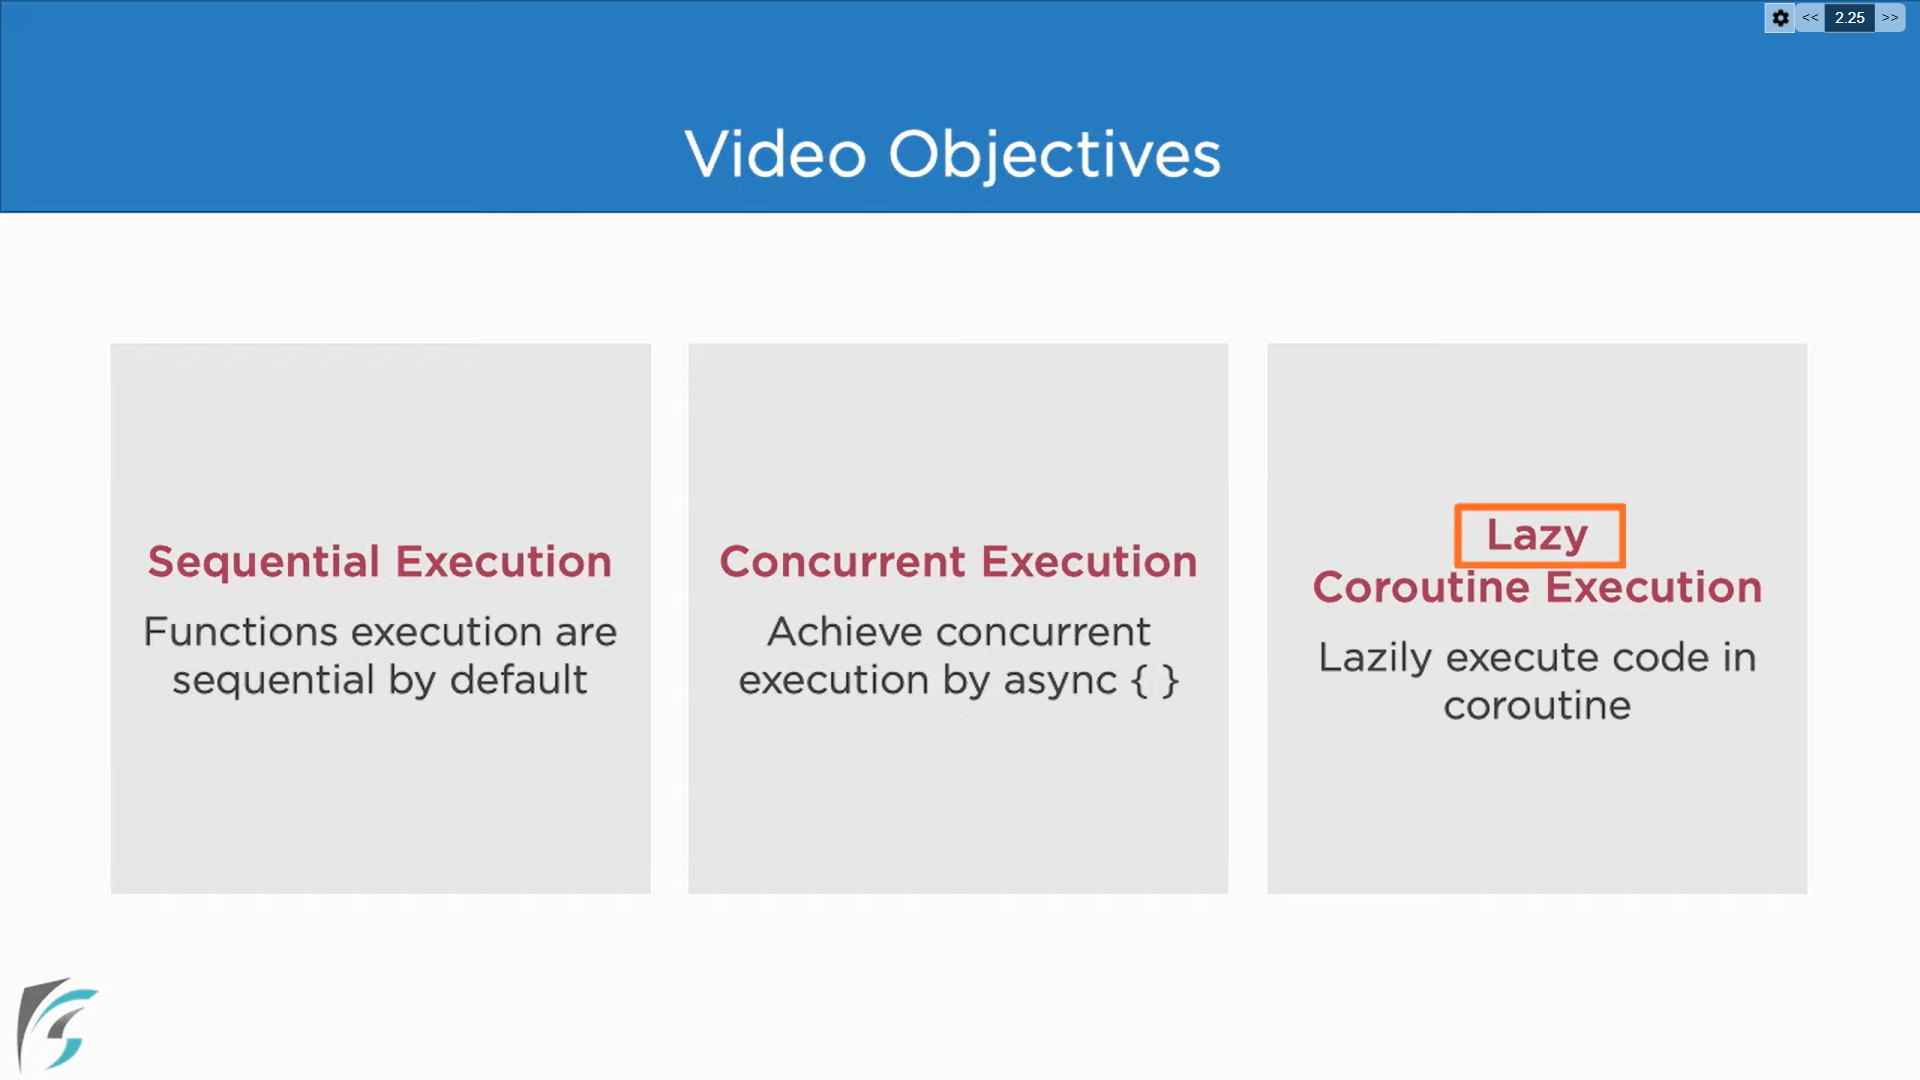 << 2.25 >>
Video Objectives
Sequential Execution
Functions execution are
sequential by default
Concurrent Execution
Achieve concurrent
execution by async { }
Lazy
Coroutine Execution
Lazily execute code in
coroutine